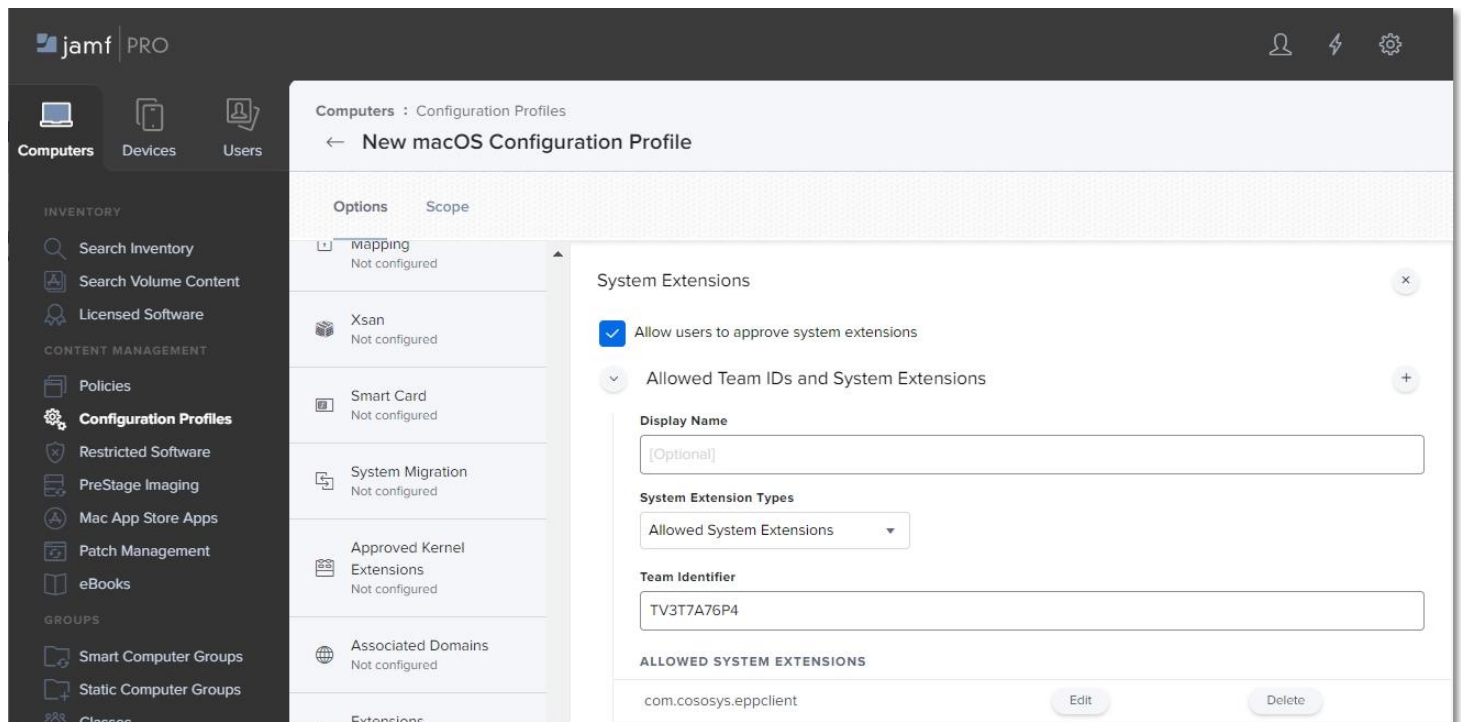 jamf PRO
Computers
Devices
Users
INVENTORY
Search Inventory
Search Volume Content
Licensed Software
CONTENT MANAGEMENT
Policies
Configuration Profiles
Restricted Software
PreStage Imaging
Mac App Store Apps
Patch Management
eBooks
GROUPS
Smart Computer Groups
Static Computer Groups
Classes
Computers : Configuration Profiles
← New macOS Configuration Profile
Options
Scope
Mapping
Not configured
Xsan
Not configured
Smart Card
Not configured
System Migration
Not configured
Approved Kernel
Extensions
Not configured
Associated Domains
Not configured
Extensions
System Extensions
Allow users to approve system extensions
Allowed Team IDs and System Extensions
Display Name
[Optional]
System Extension Types
Allowed System Extensions
Team Identifier
TV3T7A76P4
ALLOWED SYSTEM EXTENSIONS
com.cososys.eppclient
Edit
Delete